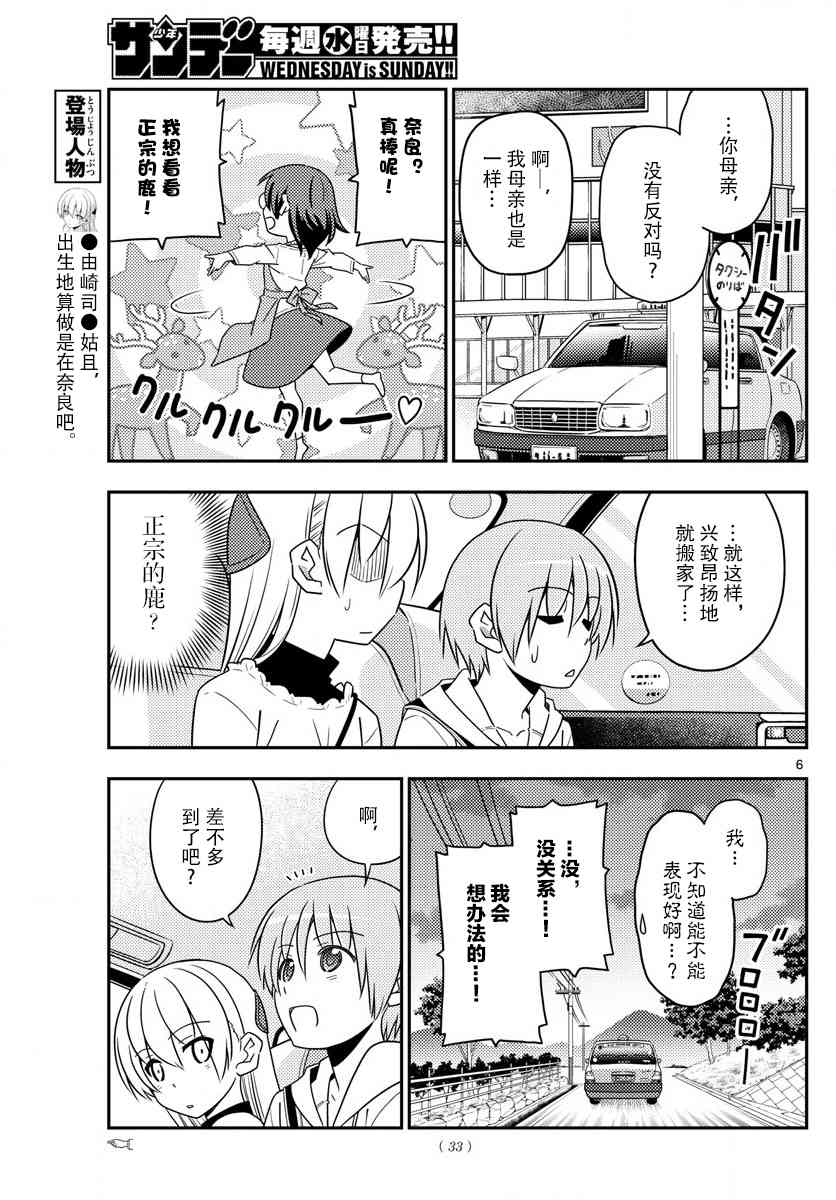 少年
サンデー 毎週水曜日発売!!
WEDNESDAY is SUNDAY!!
…你母亲,
没有反对吗?
啊—,
我母亲也是
一样…
タクシー
のりば
バタン
奈良?
真棒呢!
我想看看
正宗的鹿!
クルクルクルー♡
とうじょうじんぶつ
登場人物
●由崎司●姑且,
出生地算做是在奈良吧。
…就这样,
兴致昂扬地
就搬家了…
正宗的鹿?
6
我…
不知道能不能
表现好啊…?
…没,
没关系…!
我会
想办法的…!
ブロロロー
啊,
差不多
到了吧?
(33)